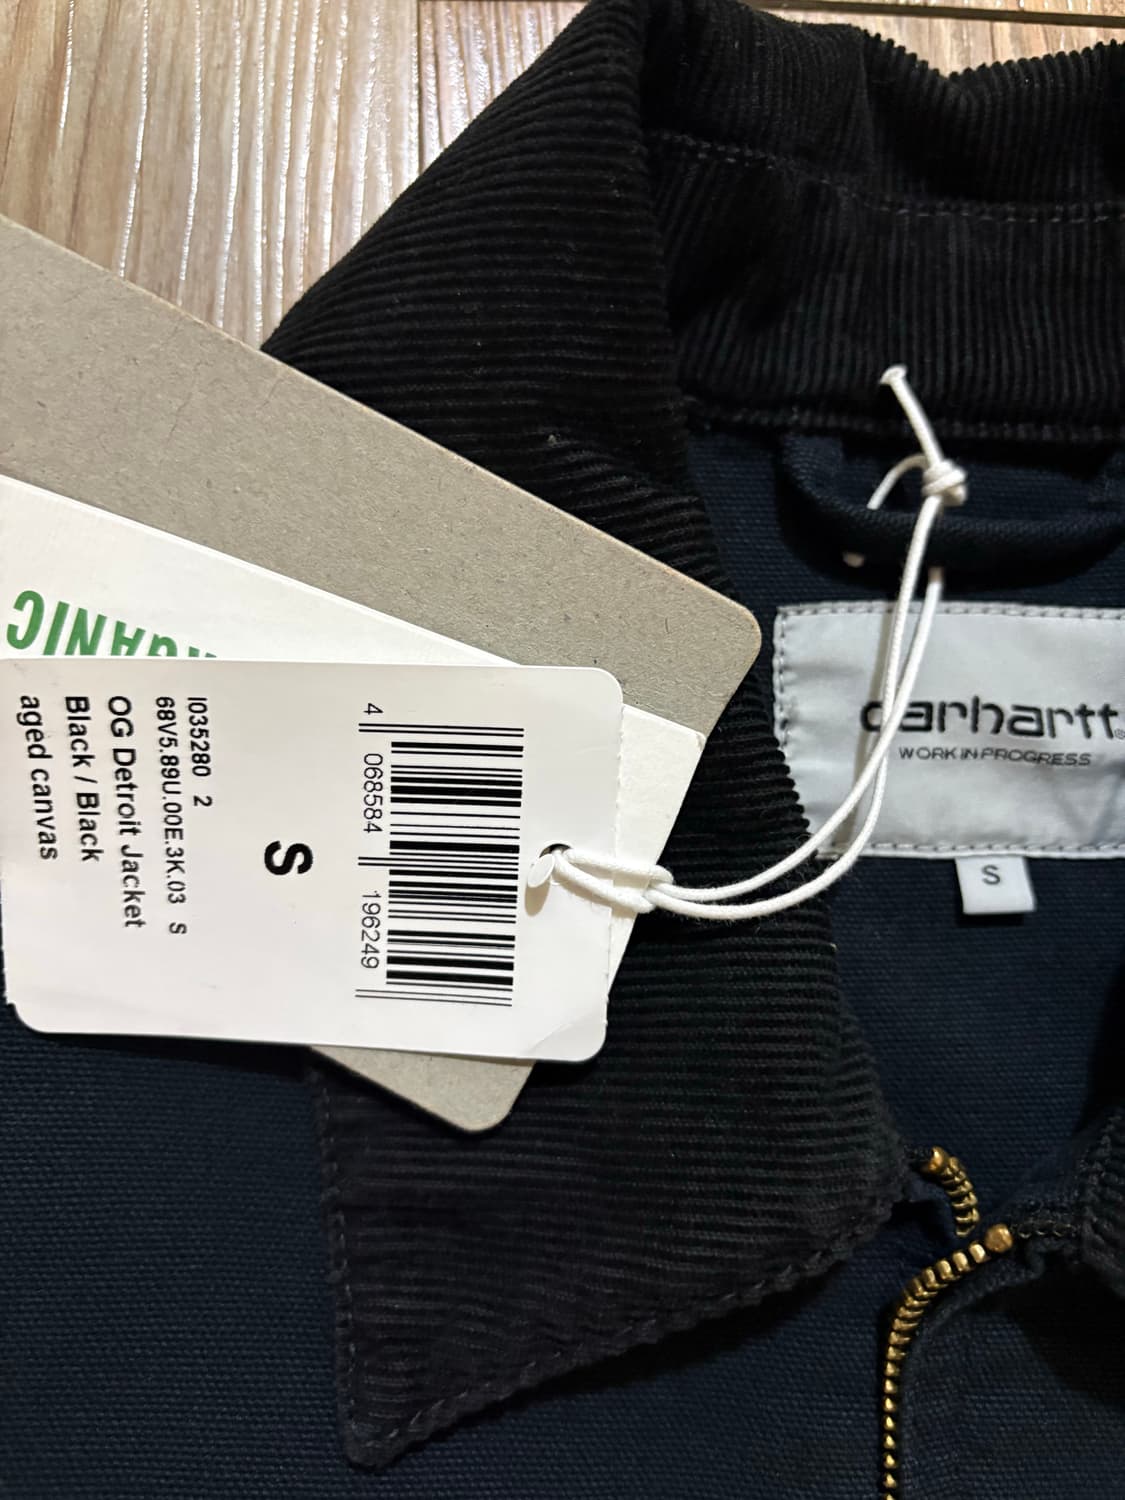 ORGANIC
I035280 2
68V5.89U.00E.3K.03 S
OG Detroit Jacket
Black / Black
aged canvas
S
4 068584 196249
carhartt®
WORK IN PROGRESS
S